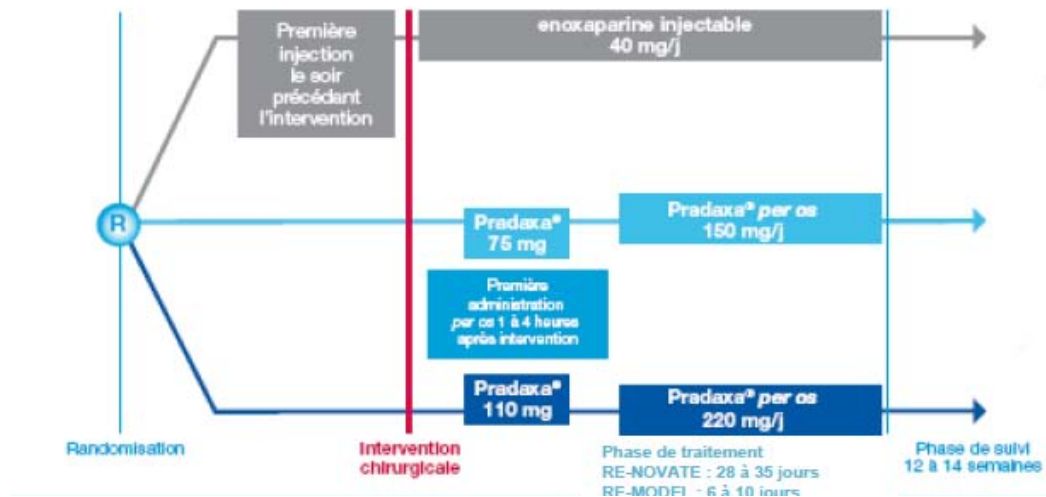 Première
injection
le soir
précédant
l'intervention
enoxaparine injectable
40 mg/j
R
Pradaxa®
75 mg
Pradaxa® per os
150 mg/j
Première
administration
per os 1 à 4 heures
après intervention
Pradaxa®
110 mg
Pradaxa® per os
220 mg/j
Randomisation
Intervention
chirurgicale
Phase de traitement
RE-NOVATE : 28 à 35 jours
RE-MODEL : 6 à 10 jours
Phase de suivi
12 à 14 semaines